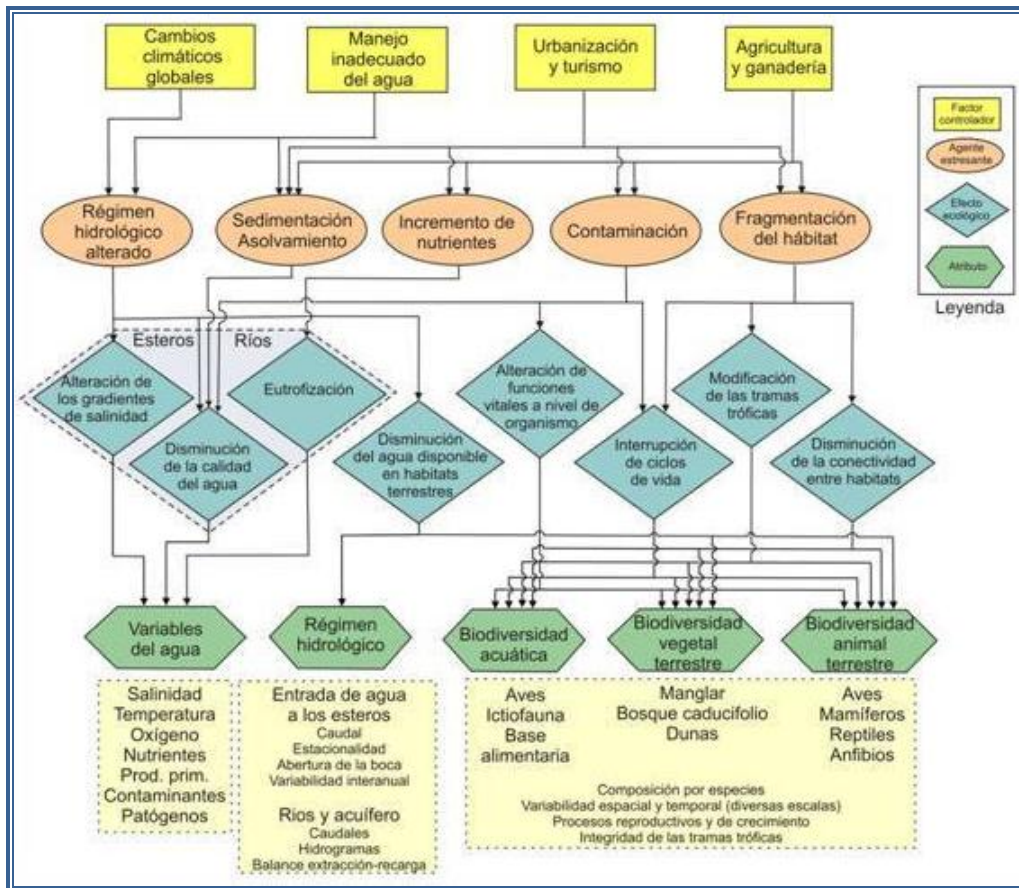 Cambios
climáticos
globales
Manejo
inadecuado
del agua
Urbanización
y turismo
Agricultura
y ganadería
Factor
controlador
Agente
estresante
Efecto
ecológico
Atributo
Leyenda
Régimen
hidrológico
alterado
Sedimentación
Asolvamiento
Incremento de
nutrientes
Contaminación
Fragmentación
del hábitat
Esteros
Ríos
Alteración de
los gradientes
de salinidad
Eutrofización
Alteración de
funciones
vitales a nivel de
organismo
Modificación
de las tramas
tróficas
Disminución
de la calidad
del agua
Disminución
del agua disponible
en habitats
terrestres
Interrupción
de ciclos
de vida
Disminución
de la conectividad
entre habitats
Variables
del agua
Régimen
hidrológico
Biodiversidad
acuática
Biodiversidad
vegetal
terrestre
Biodiversidad
animal
terrestre
Salinidad
Temperatura
Oxígeno
Nutrientes
Prod. prim.
Contaminantes
Patógenos
Entrada de agua
a los esteros
Caudal
Estacionalidad
Abertura de la boca
Variabilidad interanual
Ríos y acuífero
Caudales
Hidrogramas
Balance extracción-recarga
Aves
Ictiofauna
Base
alimentaria
Manglar
Bosque caducifolio
Dunas
Aves
Mamíferos
Reptiles
Anfibios
Composición por especies
Variabilidad espacial y temporal (diversas escalas)
Procesos reproductivos y de crecimiento
Integridad de las tramas tróficas